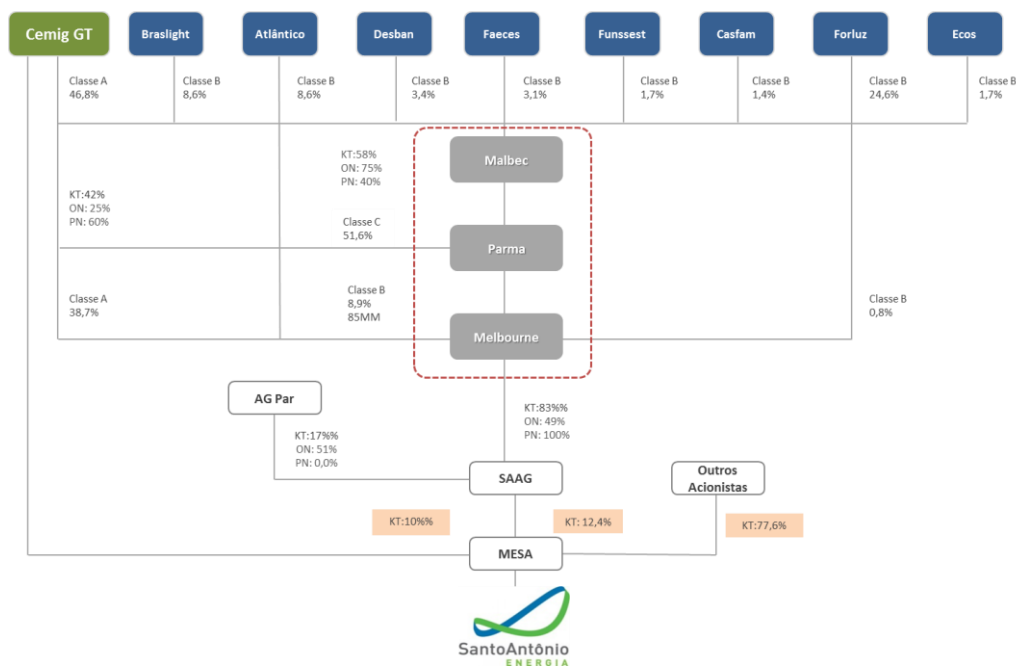 Cemig GT
Braslight
Atlântico
Desban
Faeces
Funssest
Casfam
Forluz
Ecos
Classe A
46,8%
Classe B
8,6%
Classe B
8,6%
Classe B
3,4%
Classe B
3,1%
Classe B
1,7%
Classe B
1,4%
Classe B
24,6%
Classe B
1,7%
KT:58%
ON: 75%
PN: 40%
Malbec
KT:42%
ON: 25%
PN: 60%
Classe C
51,6%
Parma
Classe A
38,7%
Classe B
8,9%
85MM
Classe B
0,8%
Melbourne
AG Par
KT:83%%
ON: 49%
PN: 100%
KT:17%%
ON: 51%
PN: 0,0%
SAAG
Outros
Acionistas
KT:10%%
KT: 12,4%
KT:77,6%
MESA
SantoAntônio
ENERGIA